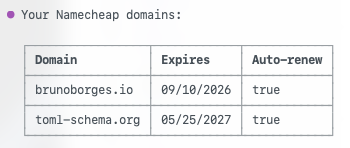 Your Namecheap domains:
Domain Expires Auto-renew
brunoborges.io 09/10/2026 true
toml-schema.org 05/25/2027 true